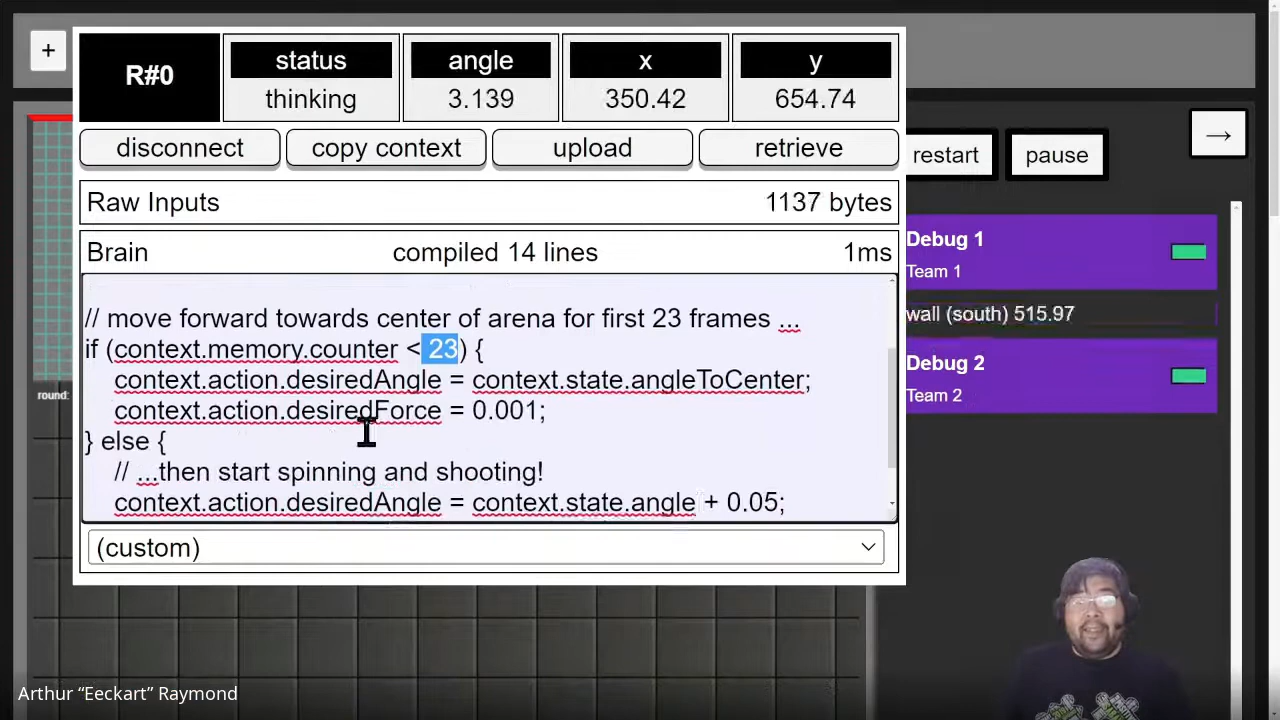 +
R#0
status
thinking
angle
3.139
x
350.42
y
654.74
disconnect
copy context
upload
retrieve
restart
pause
→
Raw Inputs
1137 bytes
Brain
compiled 14 lines
1ms
// move forward towards center of arena for first 23 frames ...
if (context.memory.counter < 23) {
context.action.desiredAngle = context.state.angleToCenter;
context.action.desiredForce = 0.001;
} else {
// ...then start spinning and shooting!
context.action.desiredAngle = context.state.angle + 0.05;
(custom)
Debug 1
Team 1
wall (south) 515.97
Debug 2
Team 2
round:
Arthur “Eeckart” Raymond